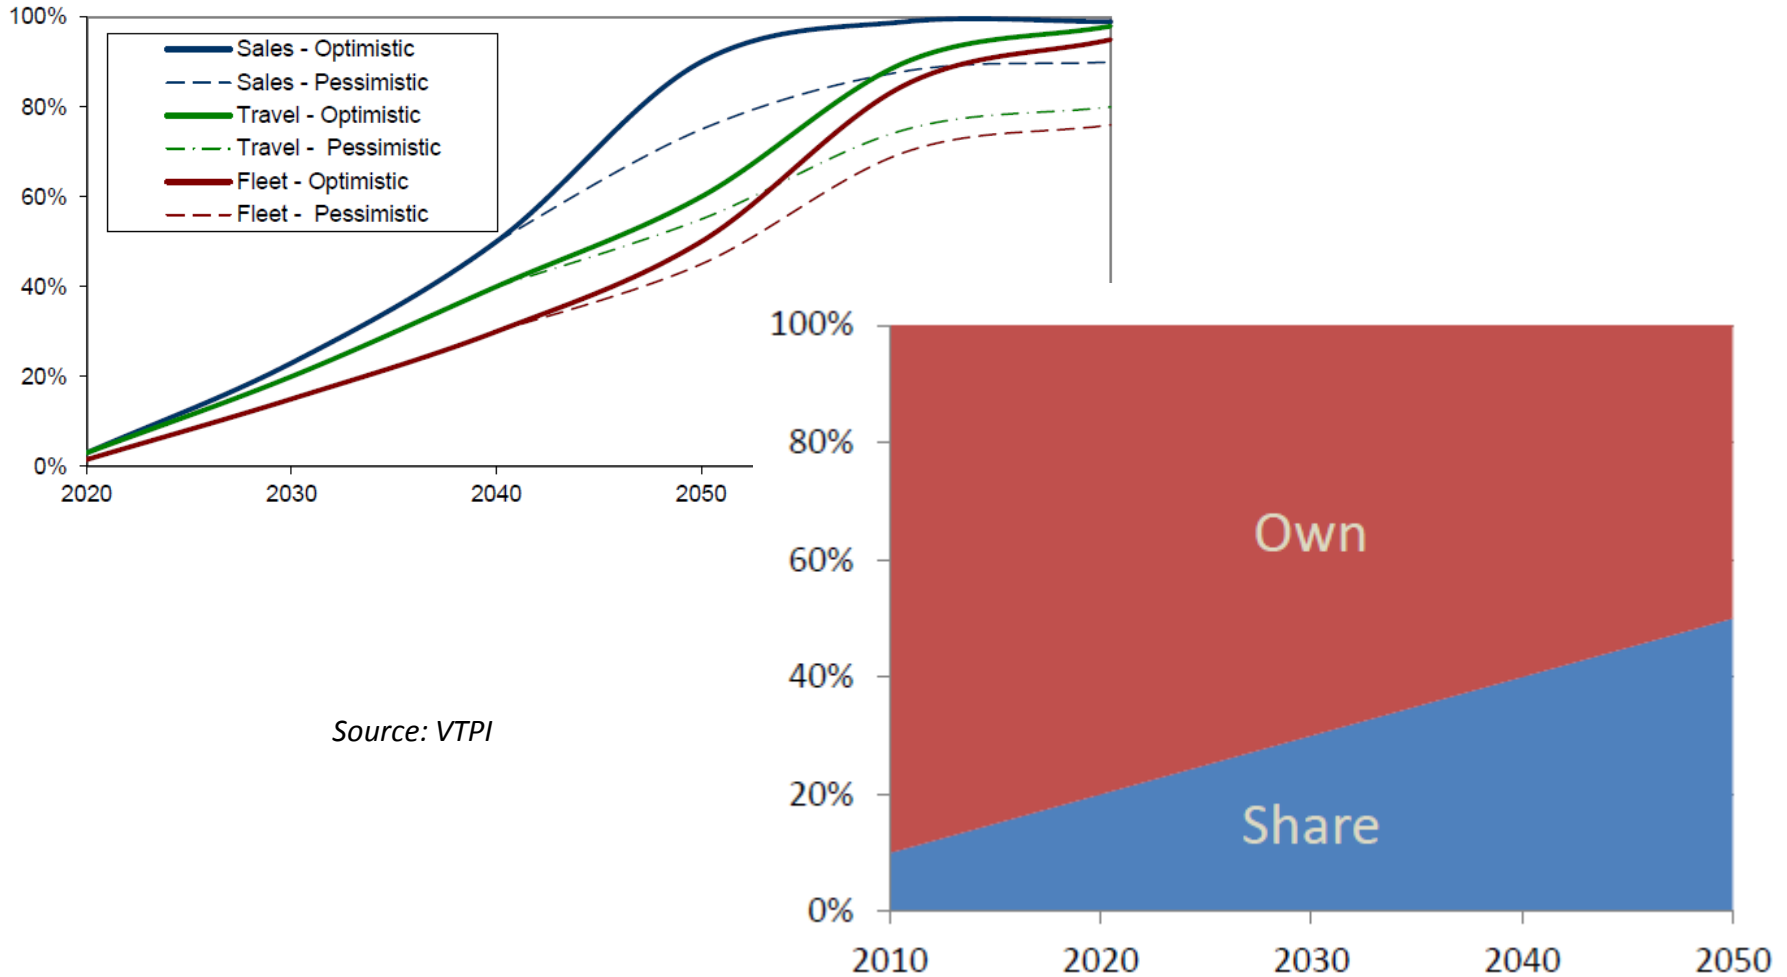 100%
80%
60%
40%
20%
0%
Sales - Optimistic
Sales - Pessimistic
Travel - Optimistic
Travel - Pessimistic
Fleet - Optimistic
Fleet - Pessimistic
2020 2030 2040 2050
Source: VTPI
100%
80%
60%
40%
20%
0%
Own
Share
2010 2020 2030 2040 2050